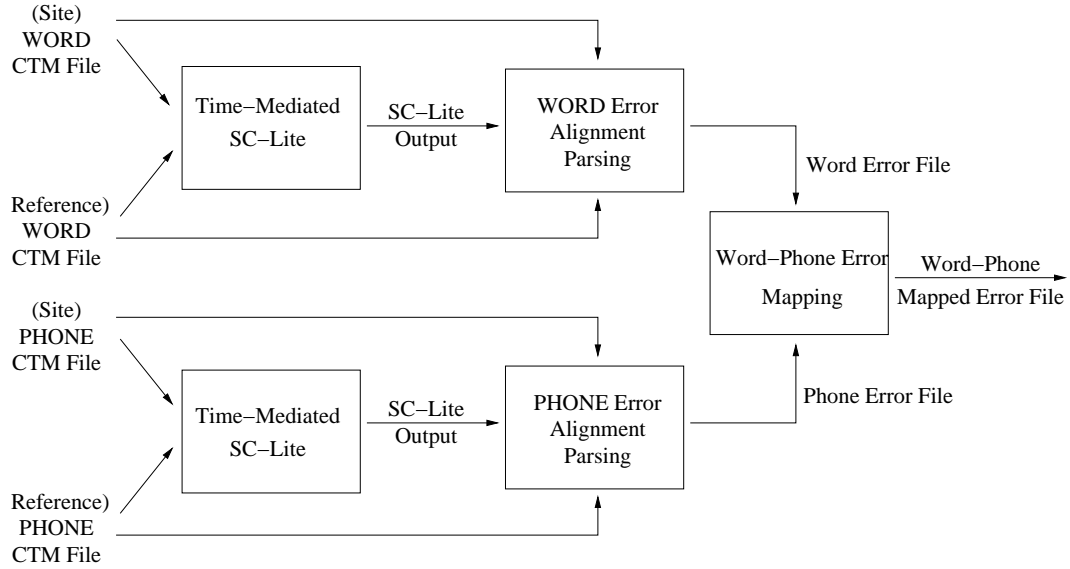 (Site)
WORD
CTM File
Time−Mediated
SC−Lite
SC−Lite
Output
WORD Error
Alignment
Parsing
Word Error File
Reference)
WORD
CTM File
Word−Phone Error
Mapping
Word−Phone
Mapped Error File
(Site)
PHONE
CTM File
Time−Mediated
SC−Lite
SC−Lite
Output
PHONE Error
Alignment
Parsing
Phone Error File
Reference)
PHONE
CTM File